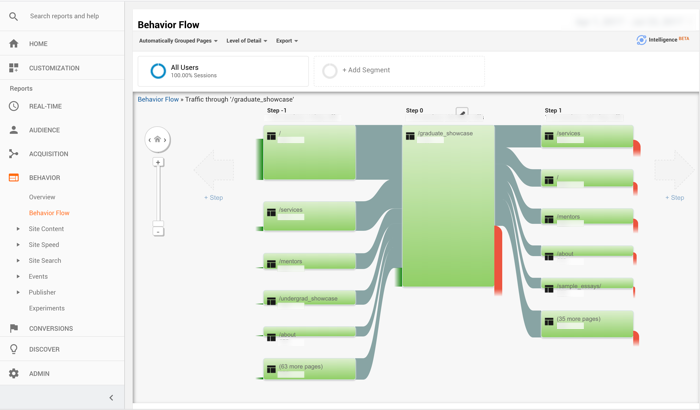 Search reports and help
HOME
CUSTOMIZATION
Reports
REAL-TIME
AUDIENCE
ACQUISITION
BEHAVIOR
Overview
Behavior Flow
Site Content
Site Speed
Site Search
Events
Publisher
Experiments
CONVERSIONS
DISCOVER
ADMIN
Behavior Flow
Automatically Grouped Pages Level of Detail Export
Intelligence BETA
All Users
100.00% Sessions
+ Add Segment
Behavior Flow » Traffic through '/graduate_showcase'
Step -1 Step 0 Step 1
+ Step
/
/services
/mentors
/undergrad_showcase
/about
(63 more pages)
/graduate_showcase
/services
/
/mentors
/about
/sample_essays/
(35 more pages)
+ Step